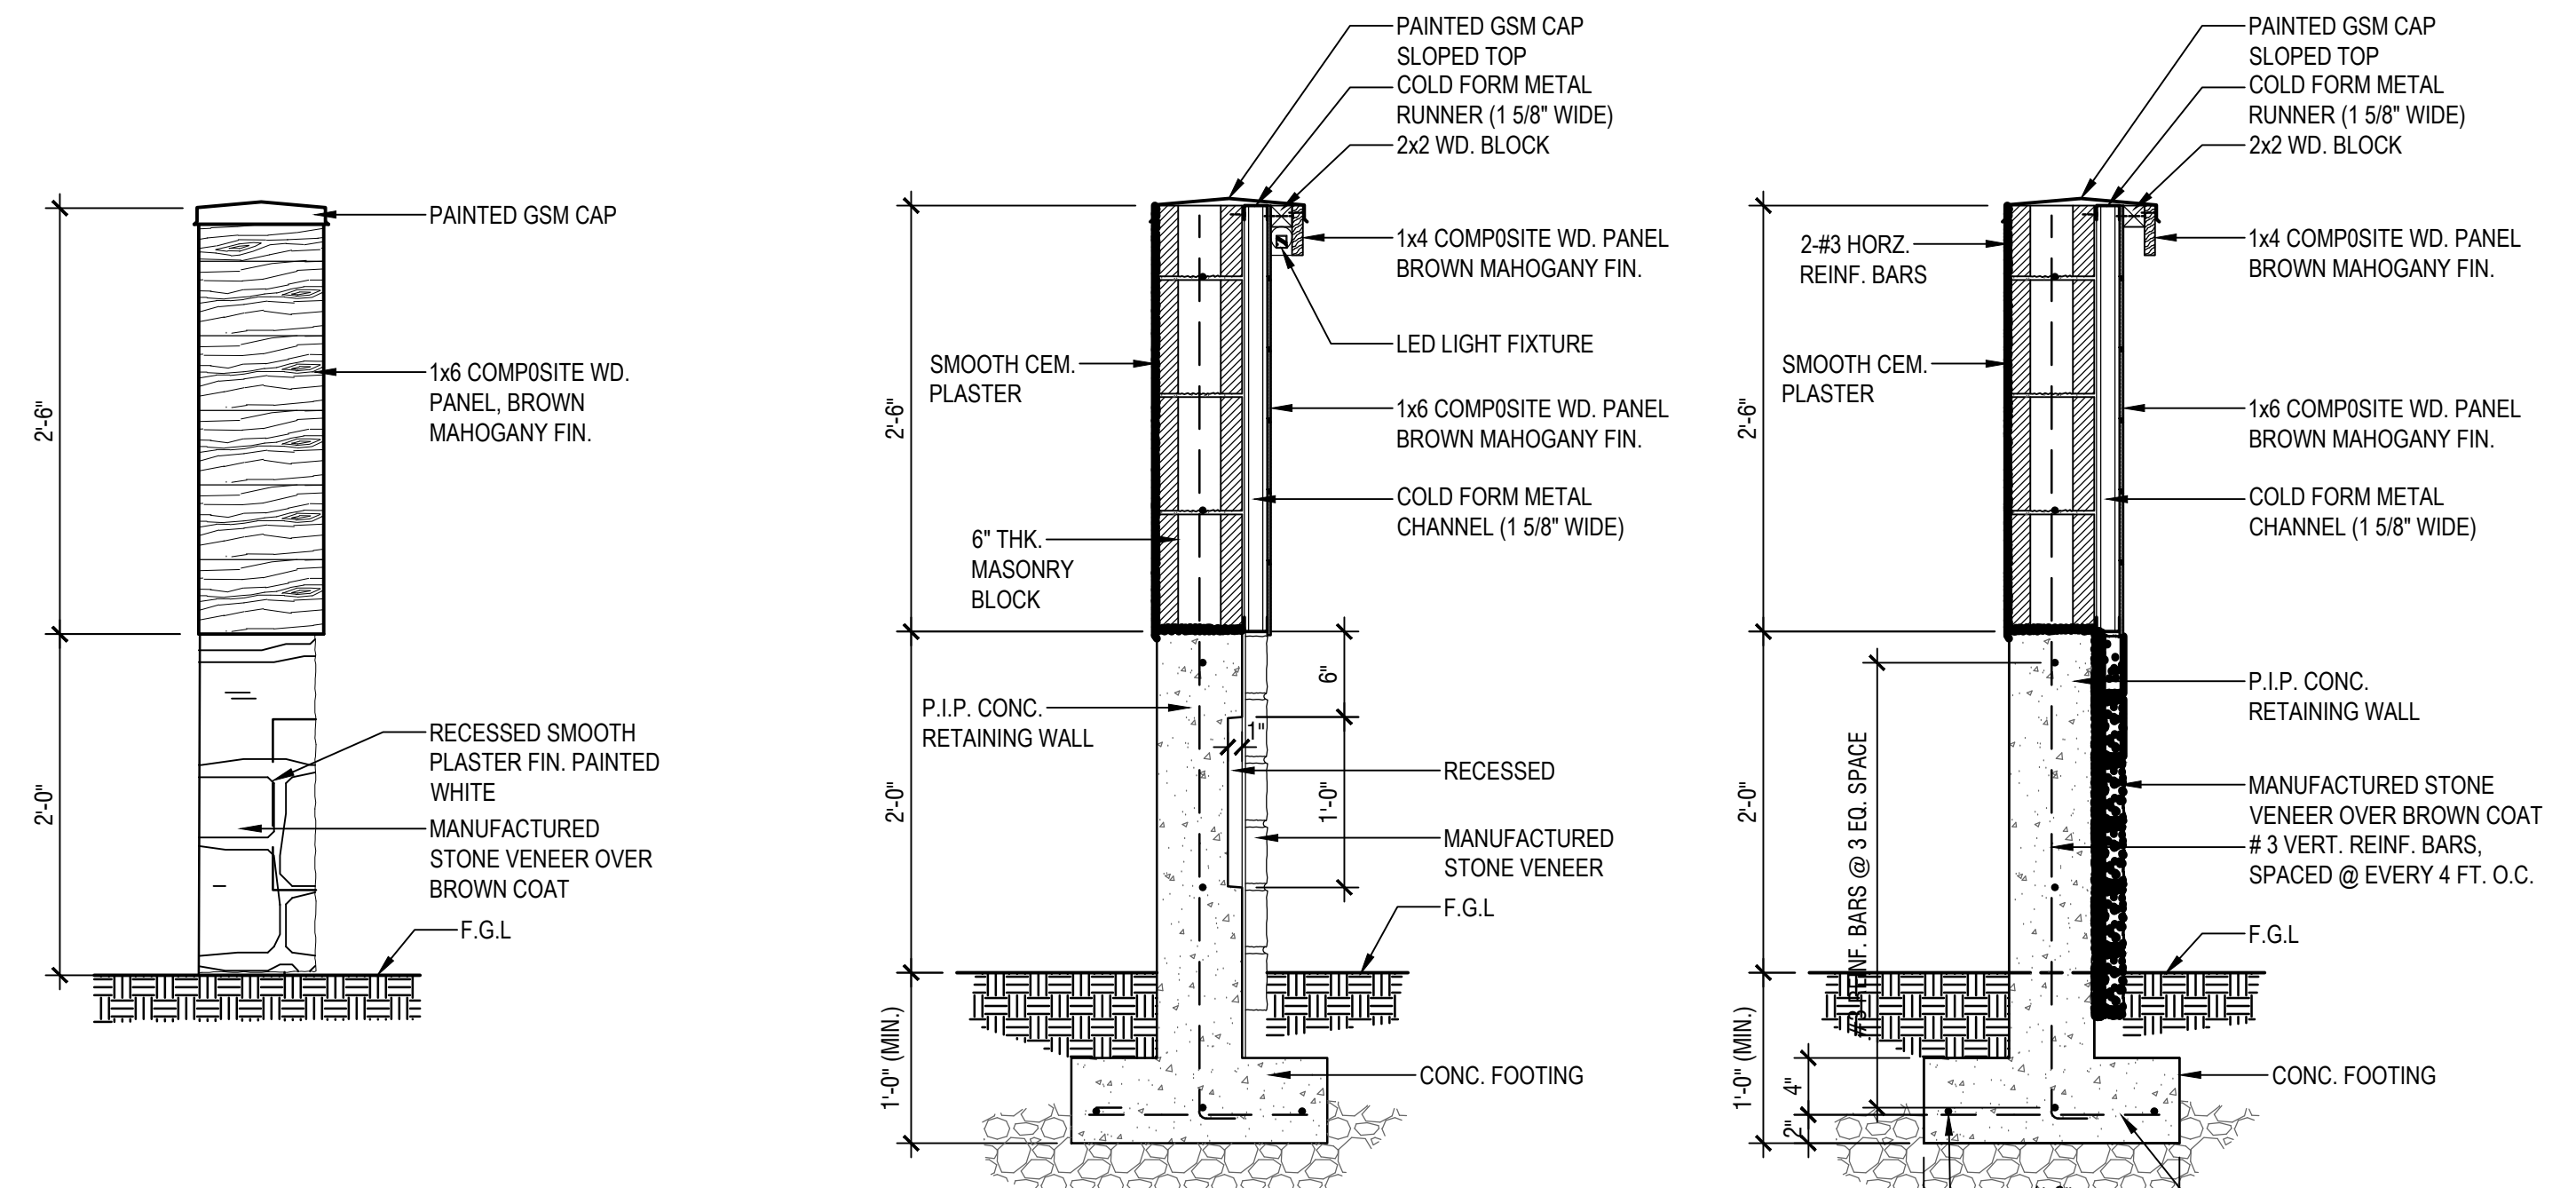 PAINTED GSM CAP
1x6 COMP0SITE WD.
PANEL, BROWN
MAHOGANY FIN.
RECESSED SMOOTH
PLASTER FIN. PAINTED
WHITE
MANUFACTURED
STONE VENEER OVER
BROWN COAT
F.G.L
2'-6"
2'-0"
PAINTED GSM CAP
SLOPED TOP
COLD FORM METAL
RUNNER (1 5/8" WIDE)
2x2 WD. BLOCK
1x4 COMP0SITE WD. PANEL
BROWN MAHOGANY FIN.
LED LIGHT FIXTURE
SMOOTH CEM.
PLASTER
1x6 COMP0SITE WD. PANEL
BROWN MAHOGANY FIN.
COLD FORM METAL
CHANNEL (1 5/8" WIDE)
6" THK.
MASONRY
BLOCK
P.I.P. CONC.
RETAINING WALL
6"
1"
1'-0"
RECESSED
MANUFACTURED
STONE VENEER
F.G.L
CONC. FOOTING
2'-6"
2'-0"
1'-0" (MIN.)
PAINTED GSM CAP
SLOPED TOP
COLD FORM METAL
RUNNER (1 5/8" WIDE)
2x2 WD. BLOCK
2-#3 HORZ.
REINF. BARS
1x4 COMP0SITE WD. PANEL
BROWN MAHOGANY FIN.
SMOOTH CEM.
PLASTER
1x6 COMP0SITE WD. PANEL
BROWN MAHOGANY FIN.
COLD FORM METAL
CHANNEL (1 5/8" WIDE)
P.I.P. CONC.
RETAINING WALL
MANUFACTURED STONE
VENEER OVER BROWN COAT
# 3 VERT. REINF. BARS,
SPACED @ EVERY 4 FT. O.C.
F.G.L
CONC. FOOTING
#3 REINF. BARS @ 3 EQ. SPACE
2'-6"
2'-0"
1'-0" (MIN.)
4"
2"